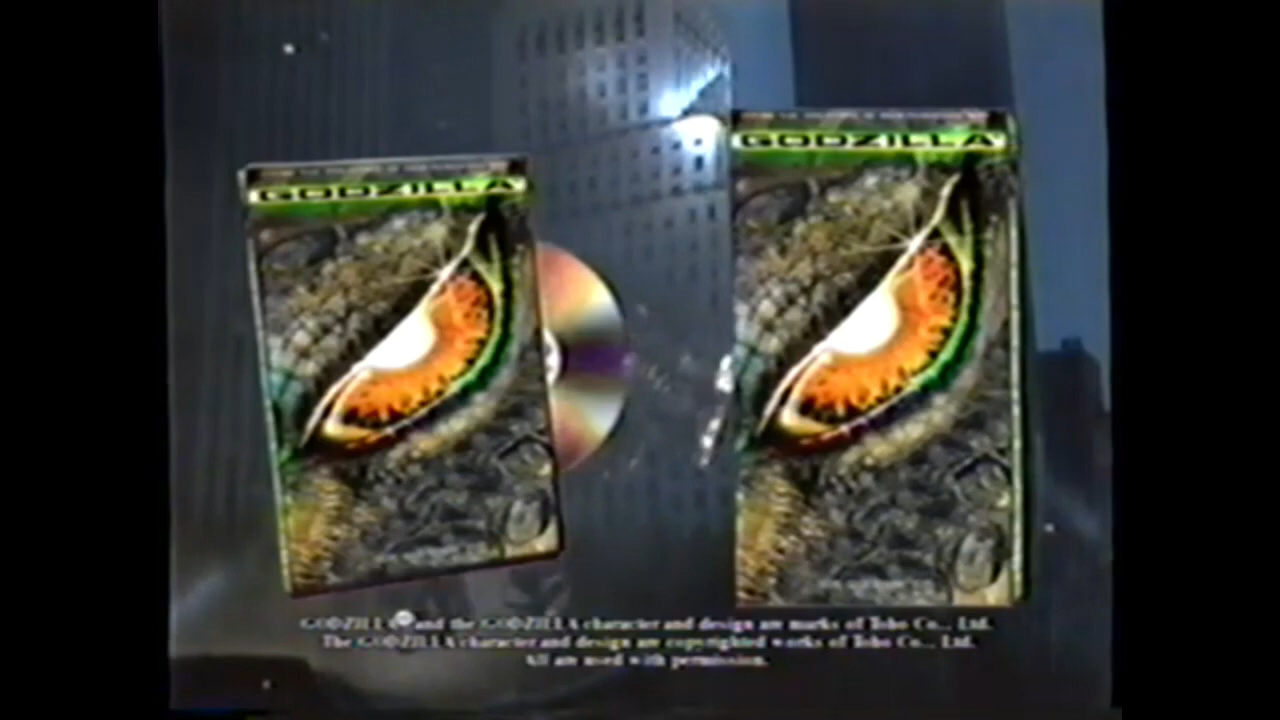 GODZILLA
GODZILLA
GODZILLA and the GODZILLA character and design are marks of Toho Co., Ltd.
The GODZILLA character and design are copyrighted works of Toho Co., Ltd.
All are used with permission.